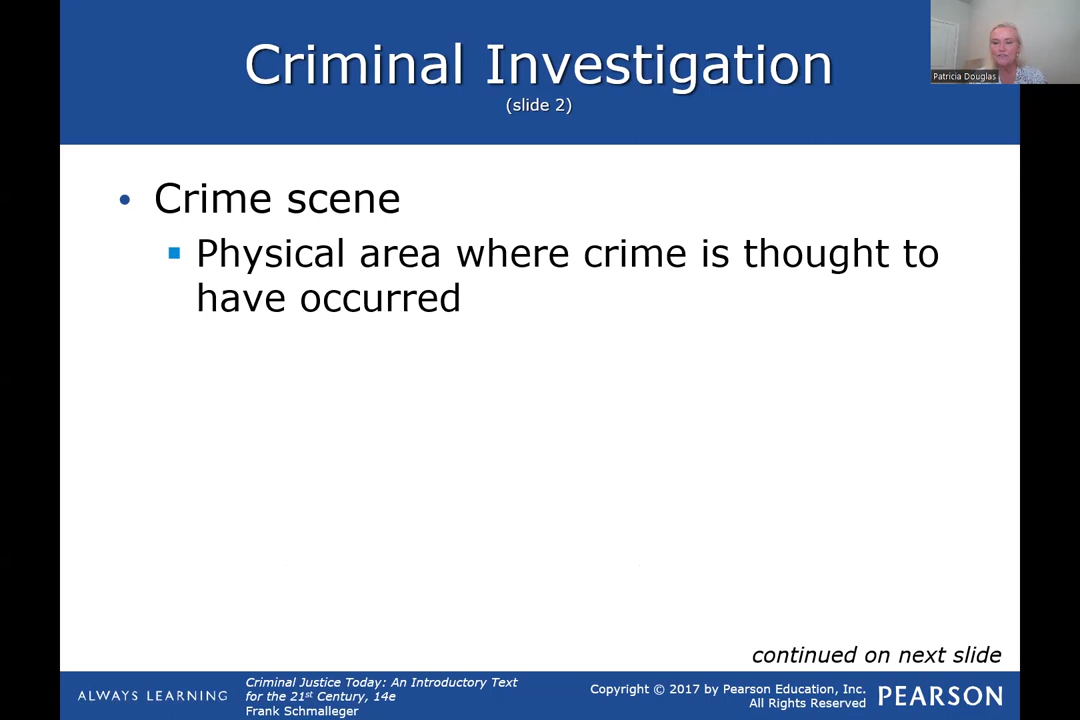 Criminal Investigation
(slide 2)
Patricia Douglas
• Crime scene
▪ Physical area where crime is thought to
have occurred
continued on next slide
ALWAYS LEARNING
Criminal Justice Today: An Introductory Text
for the 21st Century, 14e
Frank Schmalleger
Copyright © 2017 by Pearson Education, Inc.
All Rights Reserved
PEARSON